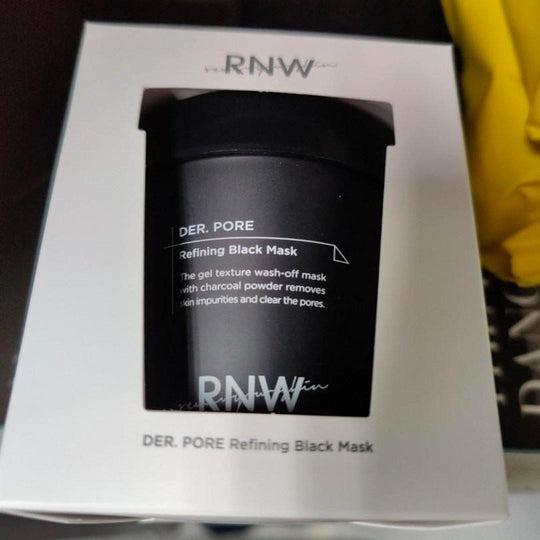 RNW
DER. PORE
Refining Black Mask
The gel texture wash-off mask
with charcoal powder removes
skin impurities and clear the pores.
RNW
DER. PORE Refining Black Mask